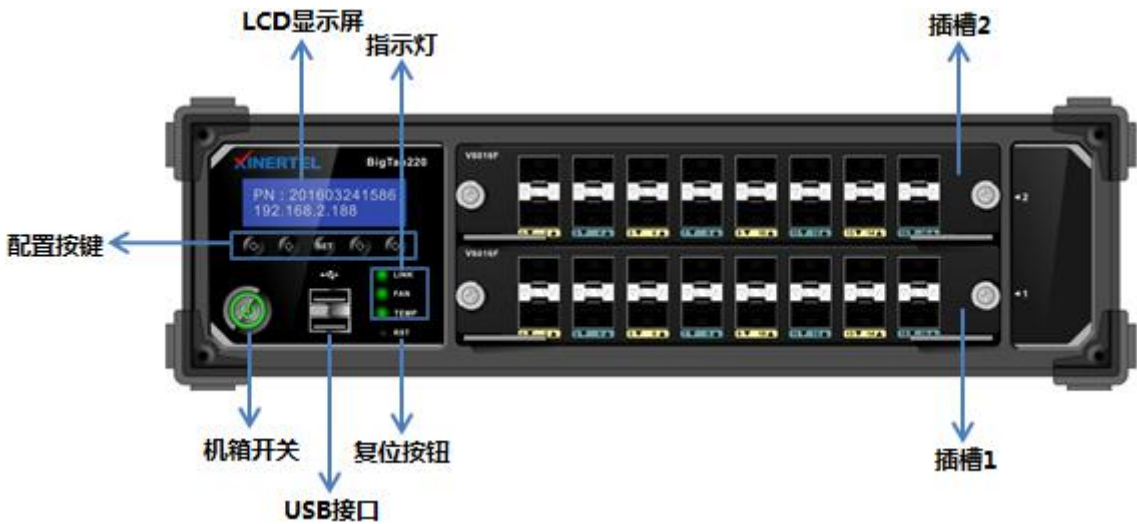 LCD显示屏
指示灯
插槽2
XINERTEL
BigTao220
V8016F
PN : 201603241586
192.168.2.188
2
配置按键
SET
V8016F
LINK
FAN
TEMP
1
RST
机箱开关
复位按钮
插槽1
USB接口